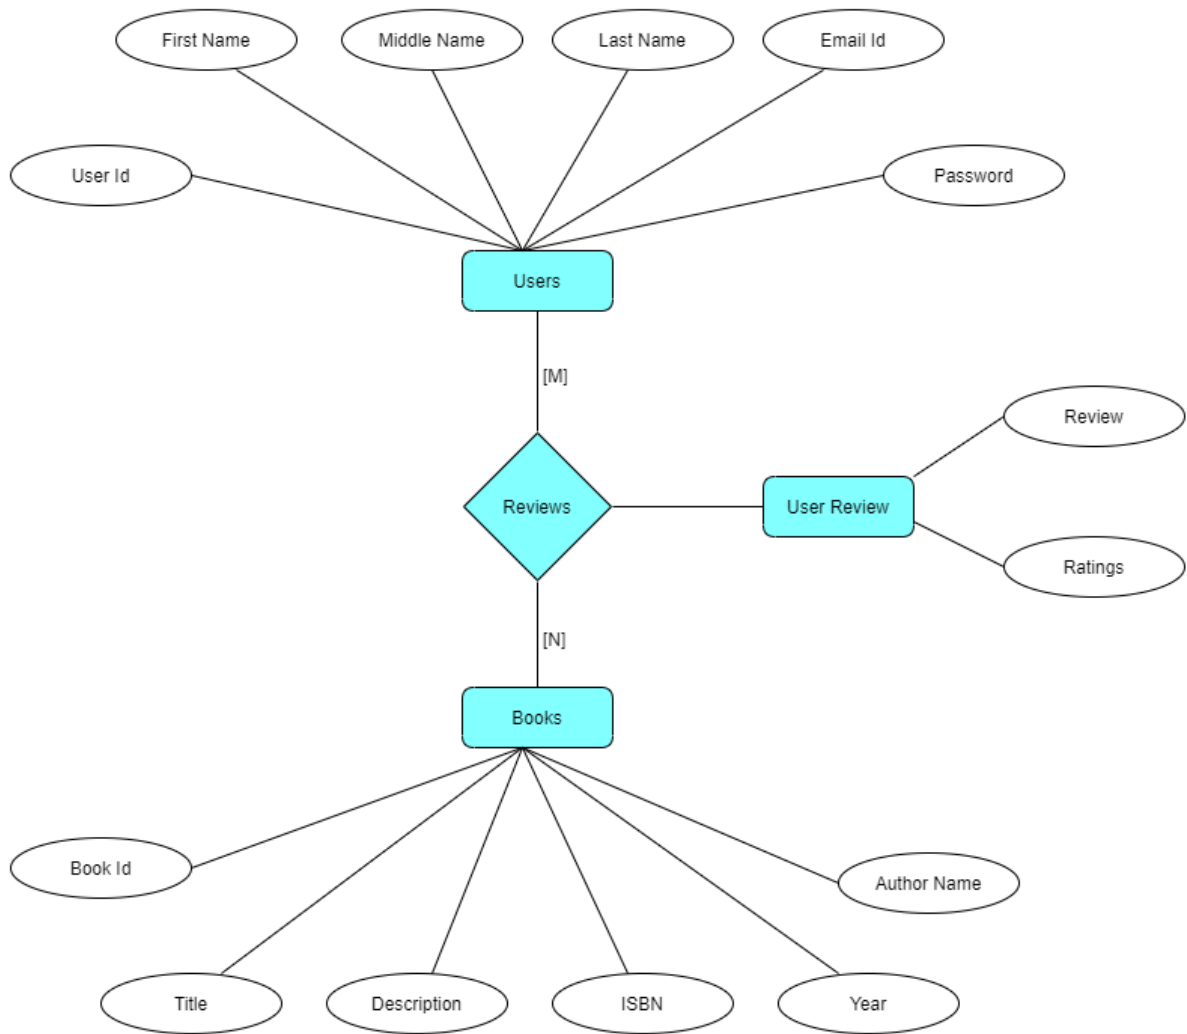 First Name
Middle Name
Last Name
Email Id
User Id
Password
Users
[M]
Review
Reviews
User Review
Ratings
[N]
Books
Book Id
Author Name
Title
Description
ISBN
Year